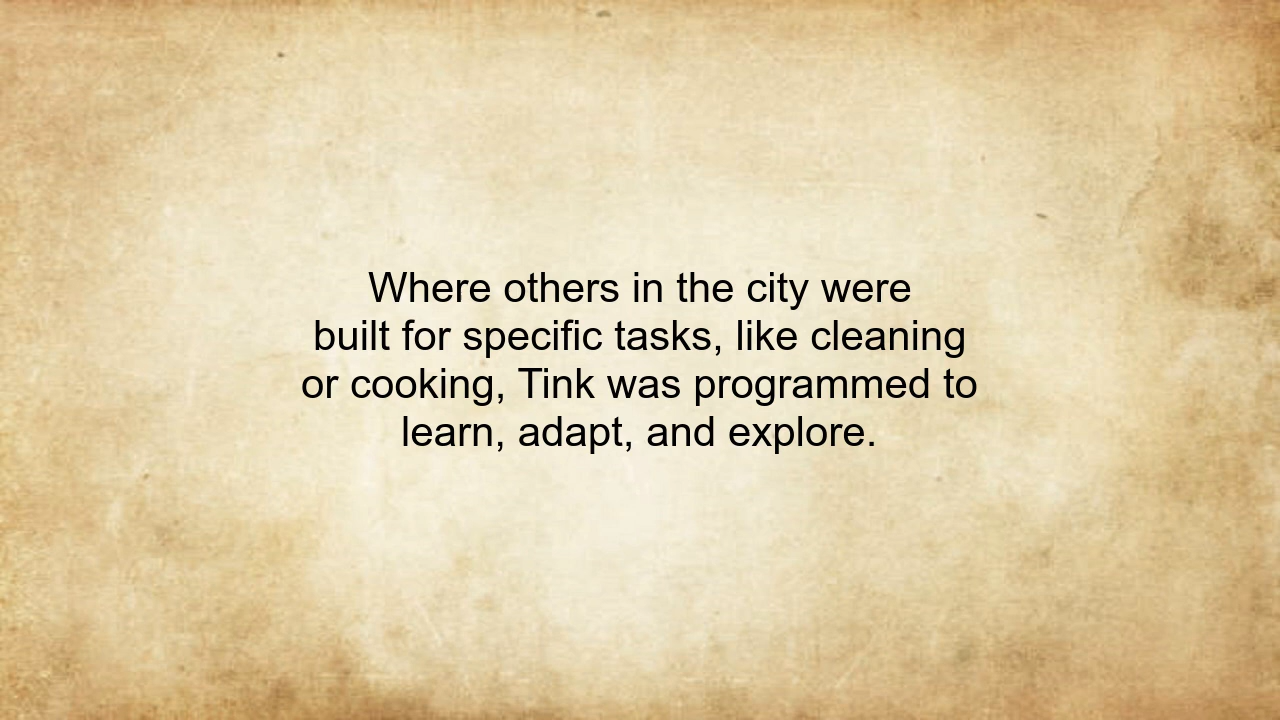 Where others in the city were
built for specific tasks, like cleaning
or cooking, Tink was programmed to
learn, adapt, and explore.